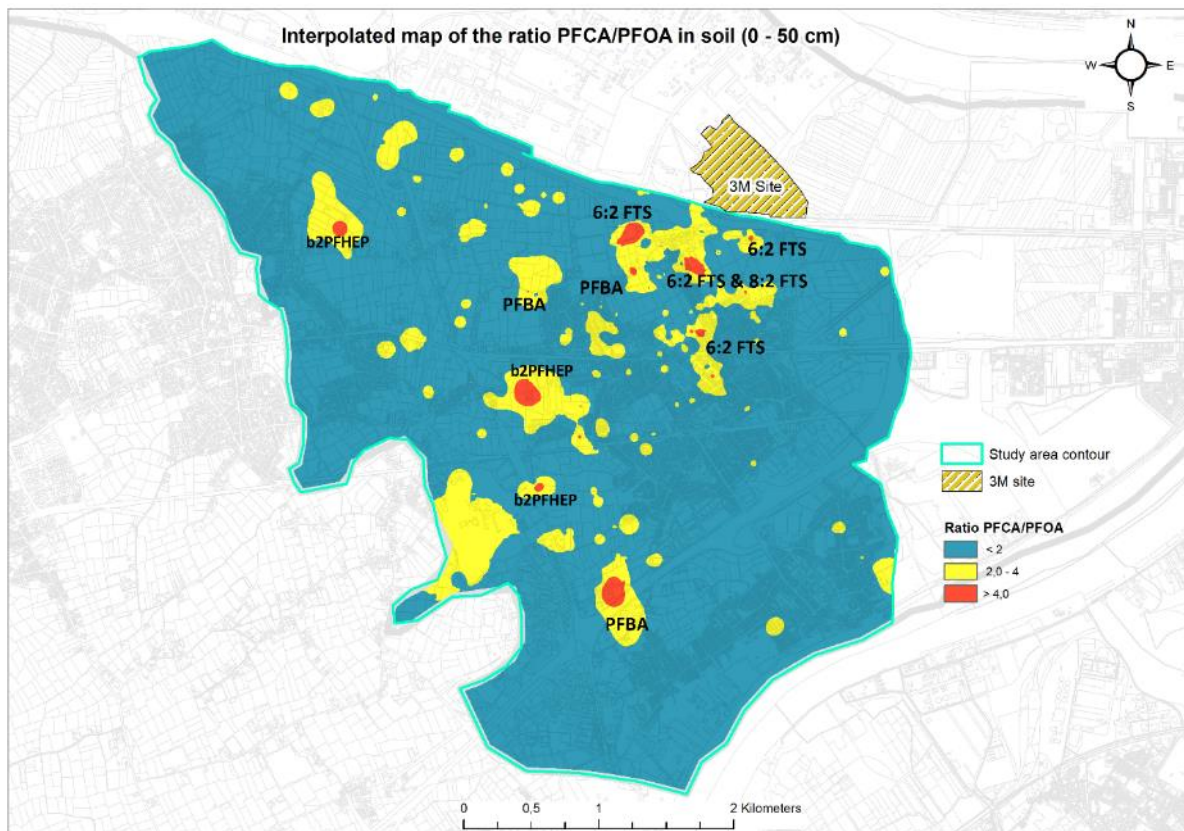 Interpolated map of the ratio PFCA/PFOA in soil (0 - 50 cm)
N
W
E
S
3M Site
6:2 FTS
b2PFHEP
6:2 FTS
PFBA
6:2 FTS & 8:2 FTS
PFBA
6:2 FTS
b2PFHEP
b2PFHEP
PFBA
Study area contour
3M site
Ratio PFCA/PFOA
< 2
2,0 - 4
> 4,0
0 0,5 1 2 Kilometers